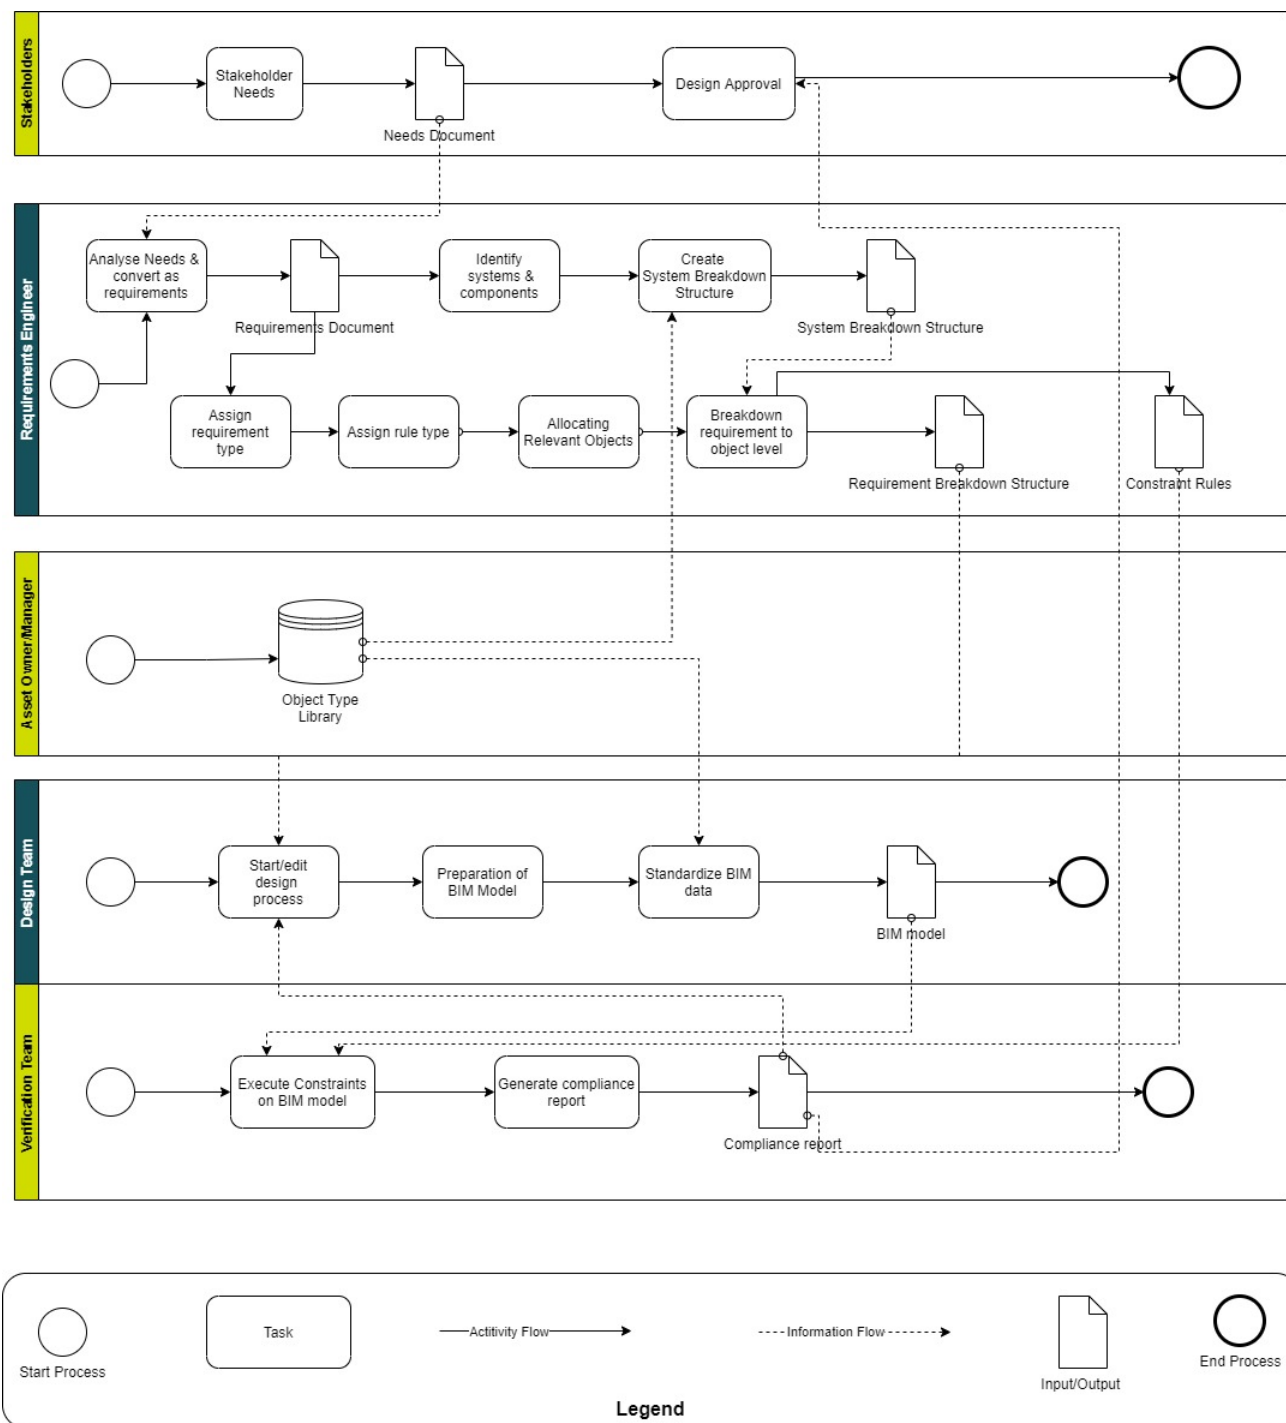 Stakeholders
Stakeholder
Needs
Needs Document
Design Approval
Requirements Engineer
Analyse Needs &
convert as
requirements
Requirements Document
Identify
systems &
components
Create
System Breakdown
Structure
System Breakdown Structure
Assign
requirement
type
Assign rule type
Allocating
Relevant Objects
Breakdown
requirement to
object level
Requirement Breakdown Structure
Constraint Rules
Asset Owner/Manager
Object Type
Library
Design Team
Start/edit
design
process
Preparation of
BIM Model
Standardize BIM
data
BIM model
Verification Team
Execute Constraints
on BIM model
Generate compliance
report
Compliance report
Start Process
Task
Actitivity Flow
Information Flow
Input/Output
End Process
Legend